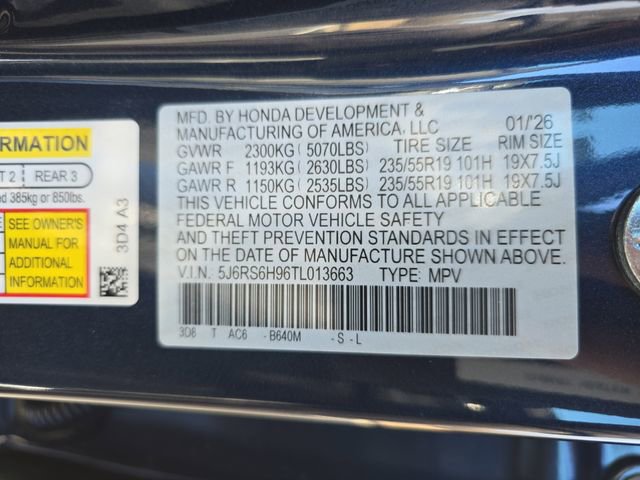 ORMATION
T 2 REAR 3
ed 385kg or 850lbs.
SEE OWNER'S
MANUAL FOR
ADDITIONAL
INFORMATION
3D4 A3
MFD. BY HONDA DEVELOPMENT &
MANUFACTURING OF AMERICA, LLC 01/'26
GVWR 2300KG ( 5070LBS) TIRE SIZE RIM SIZE
GAWR F 1193KG ( 2630LBS) 235/55R19 101H 19X7.5J
GAWR R 1150KG ( 2535LBS) 235/55R19 101H 19X7.5J
THIS VEHICLE CONFORMS TO ALL APPLICABLE
FEDERAL MOTOR VEHICLE SAFETY
AND THEFT PREVENTION STANDARDS IN EFFECT
ON THE DATE OF MANUFACTURE SHOWN ABOVE.
V.I.N: 5J6RS6H96TL013663 TYPE: MPV
3D8 T AC6 - B640M - S - L